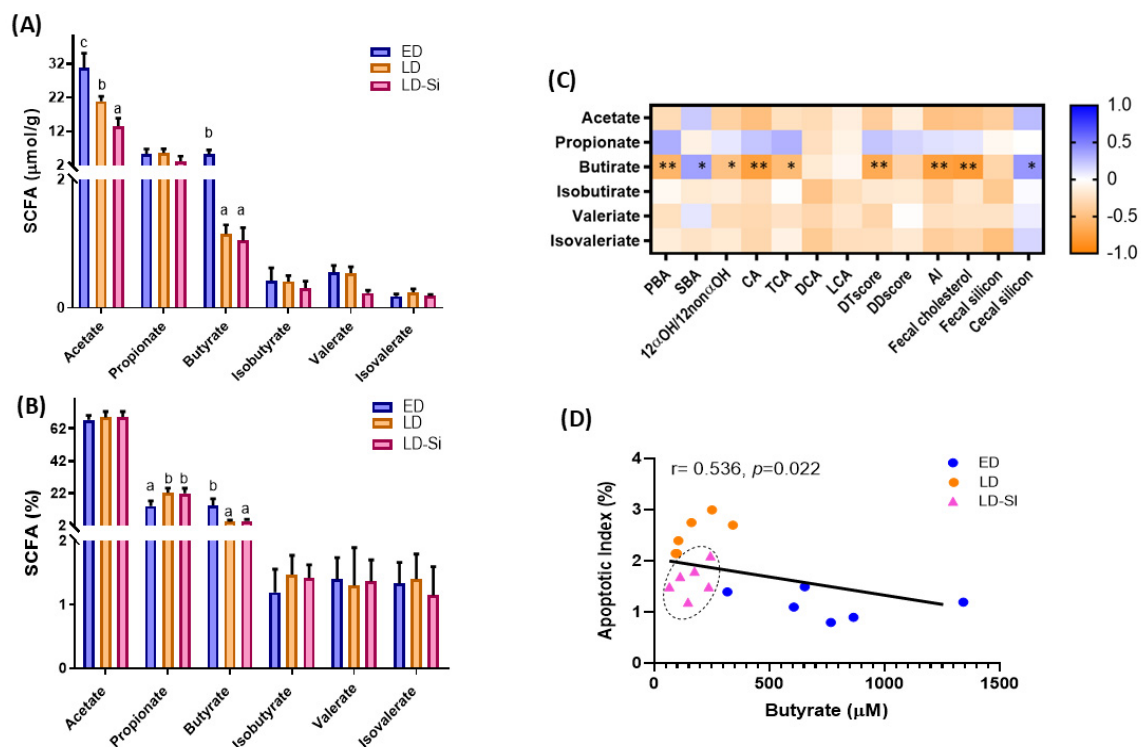 (A)
SCFA (μmol/g)
32
22
12
2
2
0
c
b
a
b
a
a
ED
LD
LD-Si
Acetate
Propionate
Butyrate
Isobutyrate
Valerate
Isovalerate
(B)
SCFA (%)
62
42
22
2
2
1
0
a
b
b
b
a
a
ED
LD
LD-Si
Acetate
Propionate
Butyrate
Isobutyrate
Valerate
Isovalerate
(C)
Acetate
Propionate
Butirate
Isobutirate
Valeriate
Isovaleriate
** * * ** * ** ** ** *
PBA
SBA
12αOH/12nonαOH
CA
TCA
DCA
LCA
DTscore
DDscore
AI
Fecal cholesterol
Fecal silicon
Cecal silicon
1.0
0.5
0
-0.5
-1.0
(D)
r= 0.536, p=0.022
ED
LD
LD-SI
Apoptotic Index (%)
4
3
2
1
0
0 500 1000 1500
Butyrate (μM)